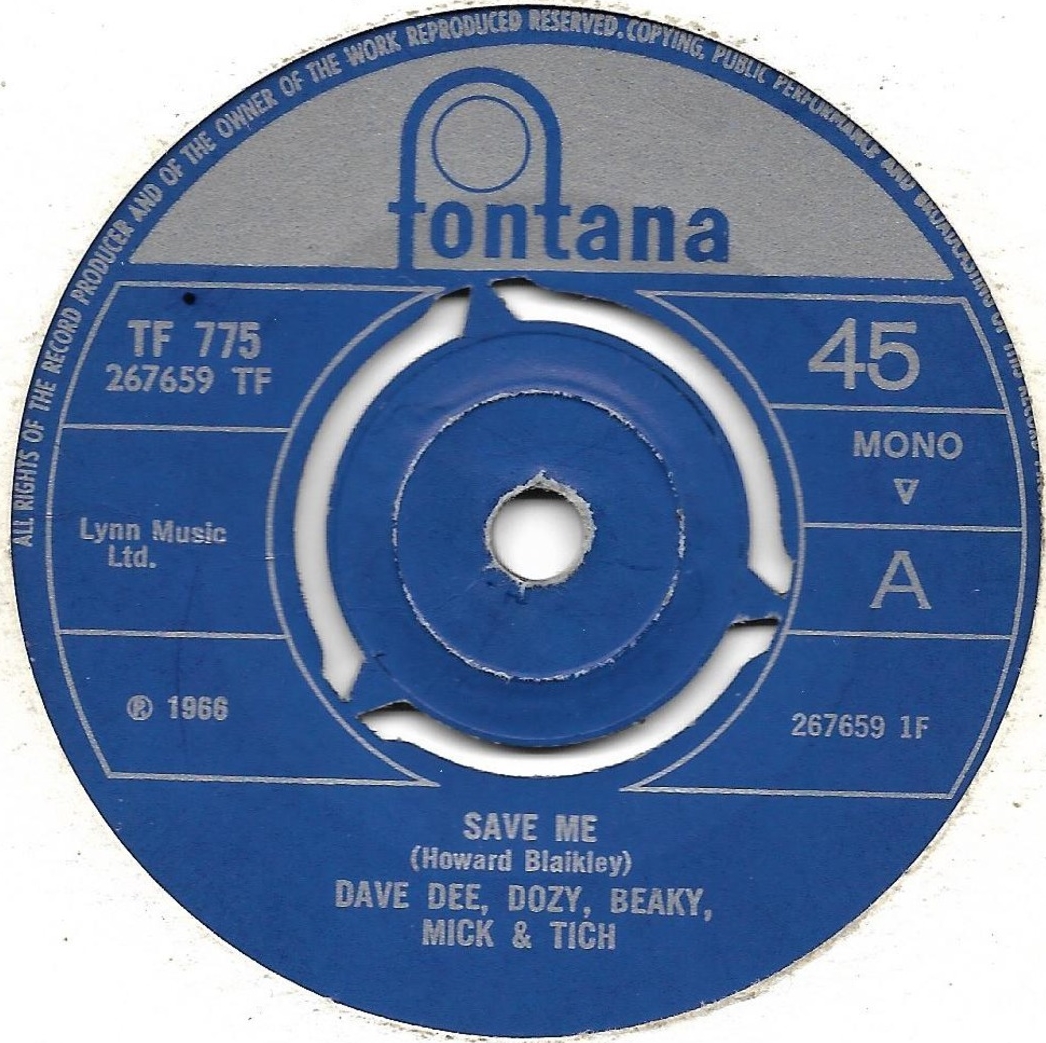 ALL RIGHTS OF THE RECORD PRODUCER AND OF THE OWNER OF THE WORK REPRODUCED RESERVED. COPYING, PUBLIC PERFORMANCE AND BROADCASTING OF THIS RECORD
fontana
TF 775
267659 TF
45
MONO
▽
Lynn Music
Ltd.
A
℗ 1966
267659 1F
SAVE ME
(Howard Blaikley)
DAVE DEE, DOZY, BEAKY,
MICK & TICH